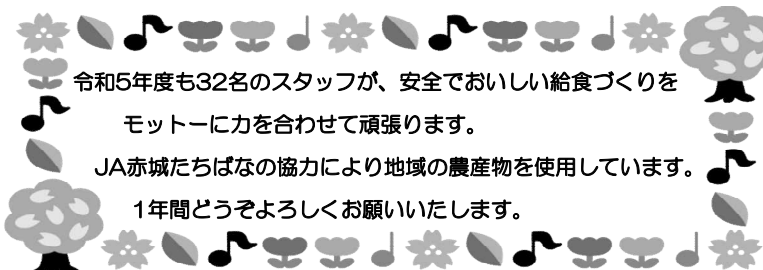 令和5年度も32名のスタッフが、安全でおいしい給食づくりを
モットーに力を合わせて頑張ります。
JA赤城たちばなの協力により地域の農産物を使用しています。
1年間どうぞよろしくお願いいたします。